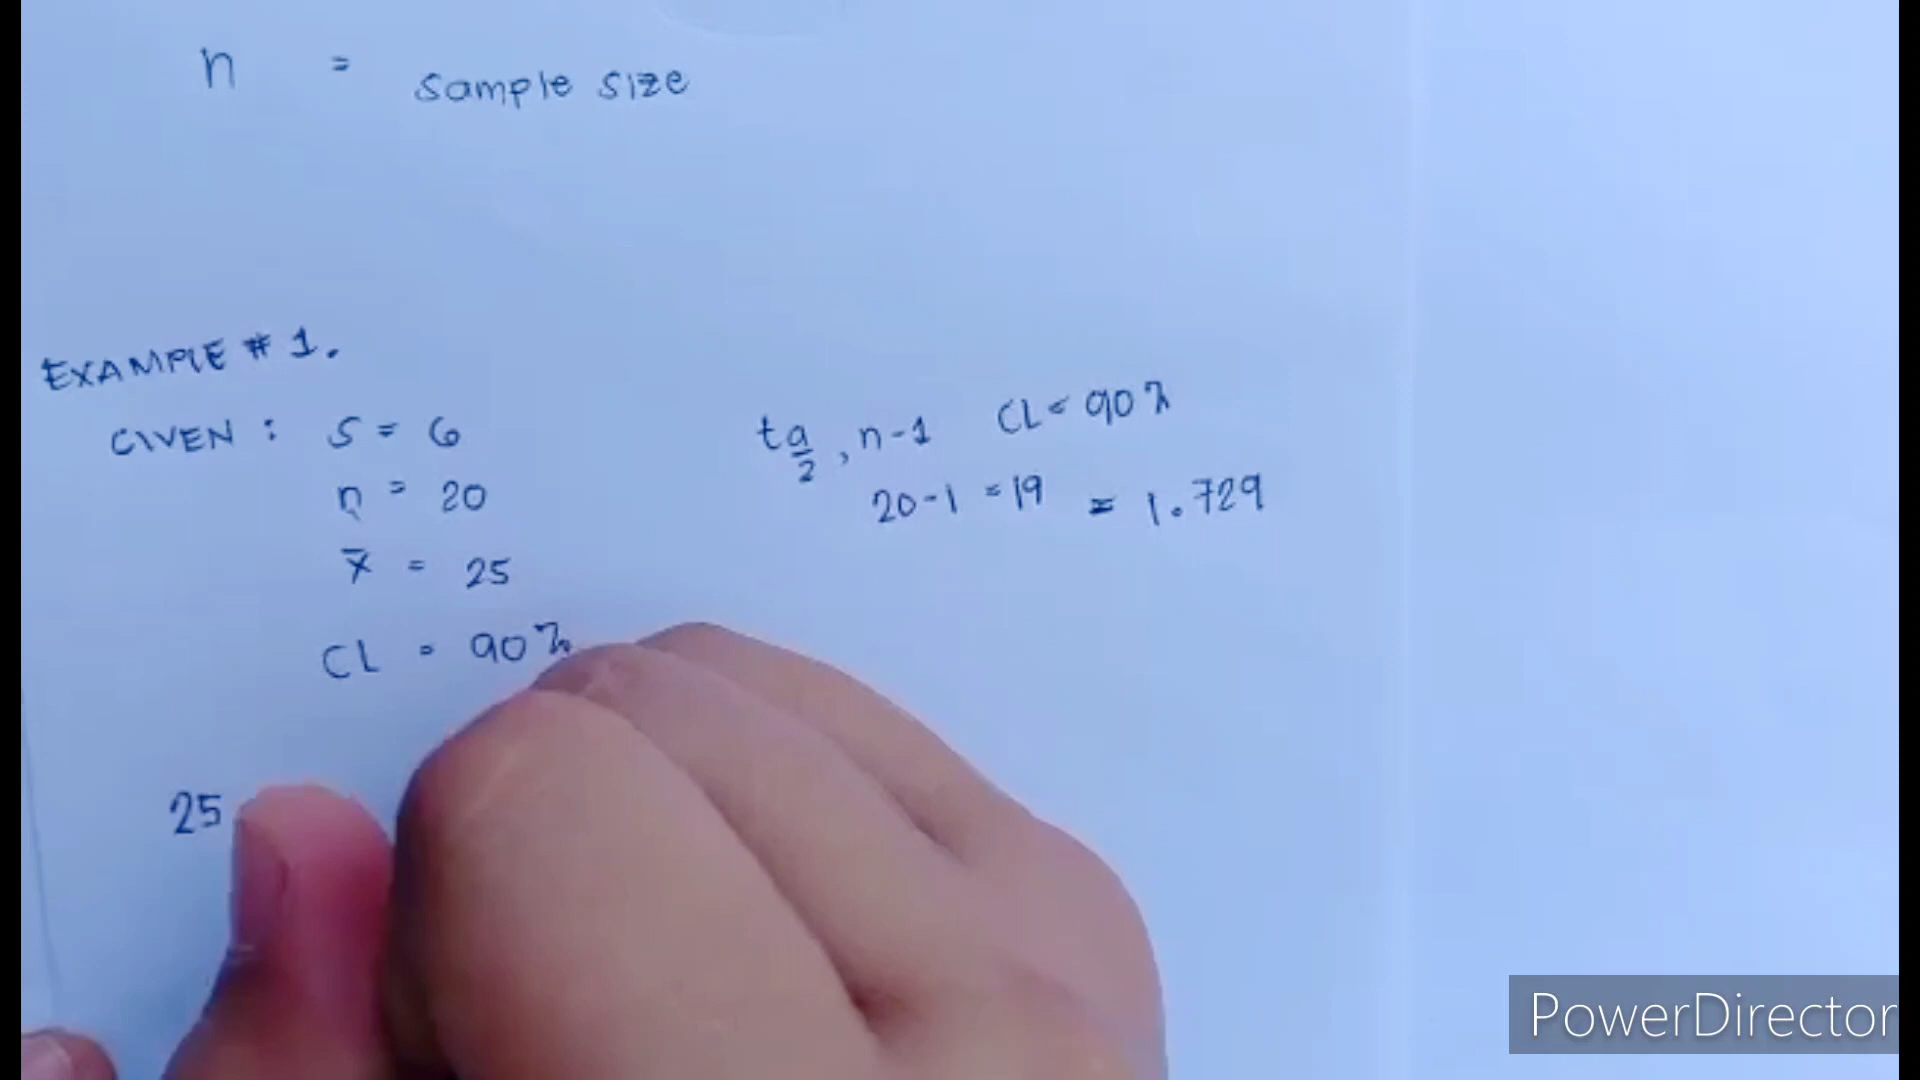 n = sample size
EXAMPLE # 1.
GIVEN : S = 6
n = 20
x̄ = 25
CL = 90%
ta/2 , n-1 CL = 90%
20-1 = 19 = 1.729
25
PowerDirector